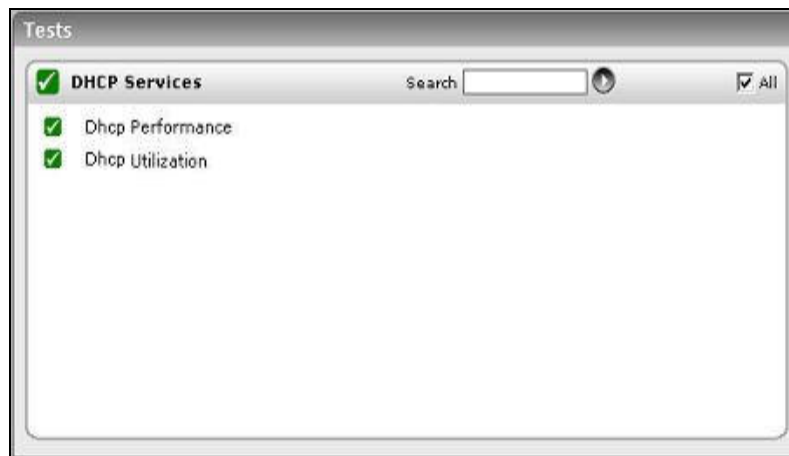 Tests
DHCP Services Search All
Dhcp Performance
Dhcp Utilization